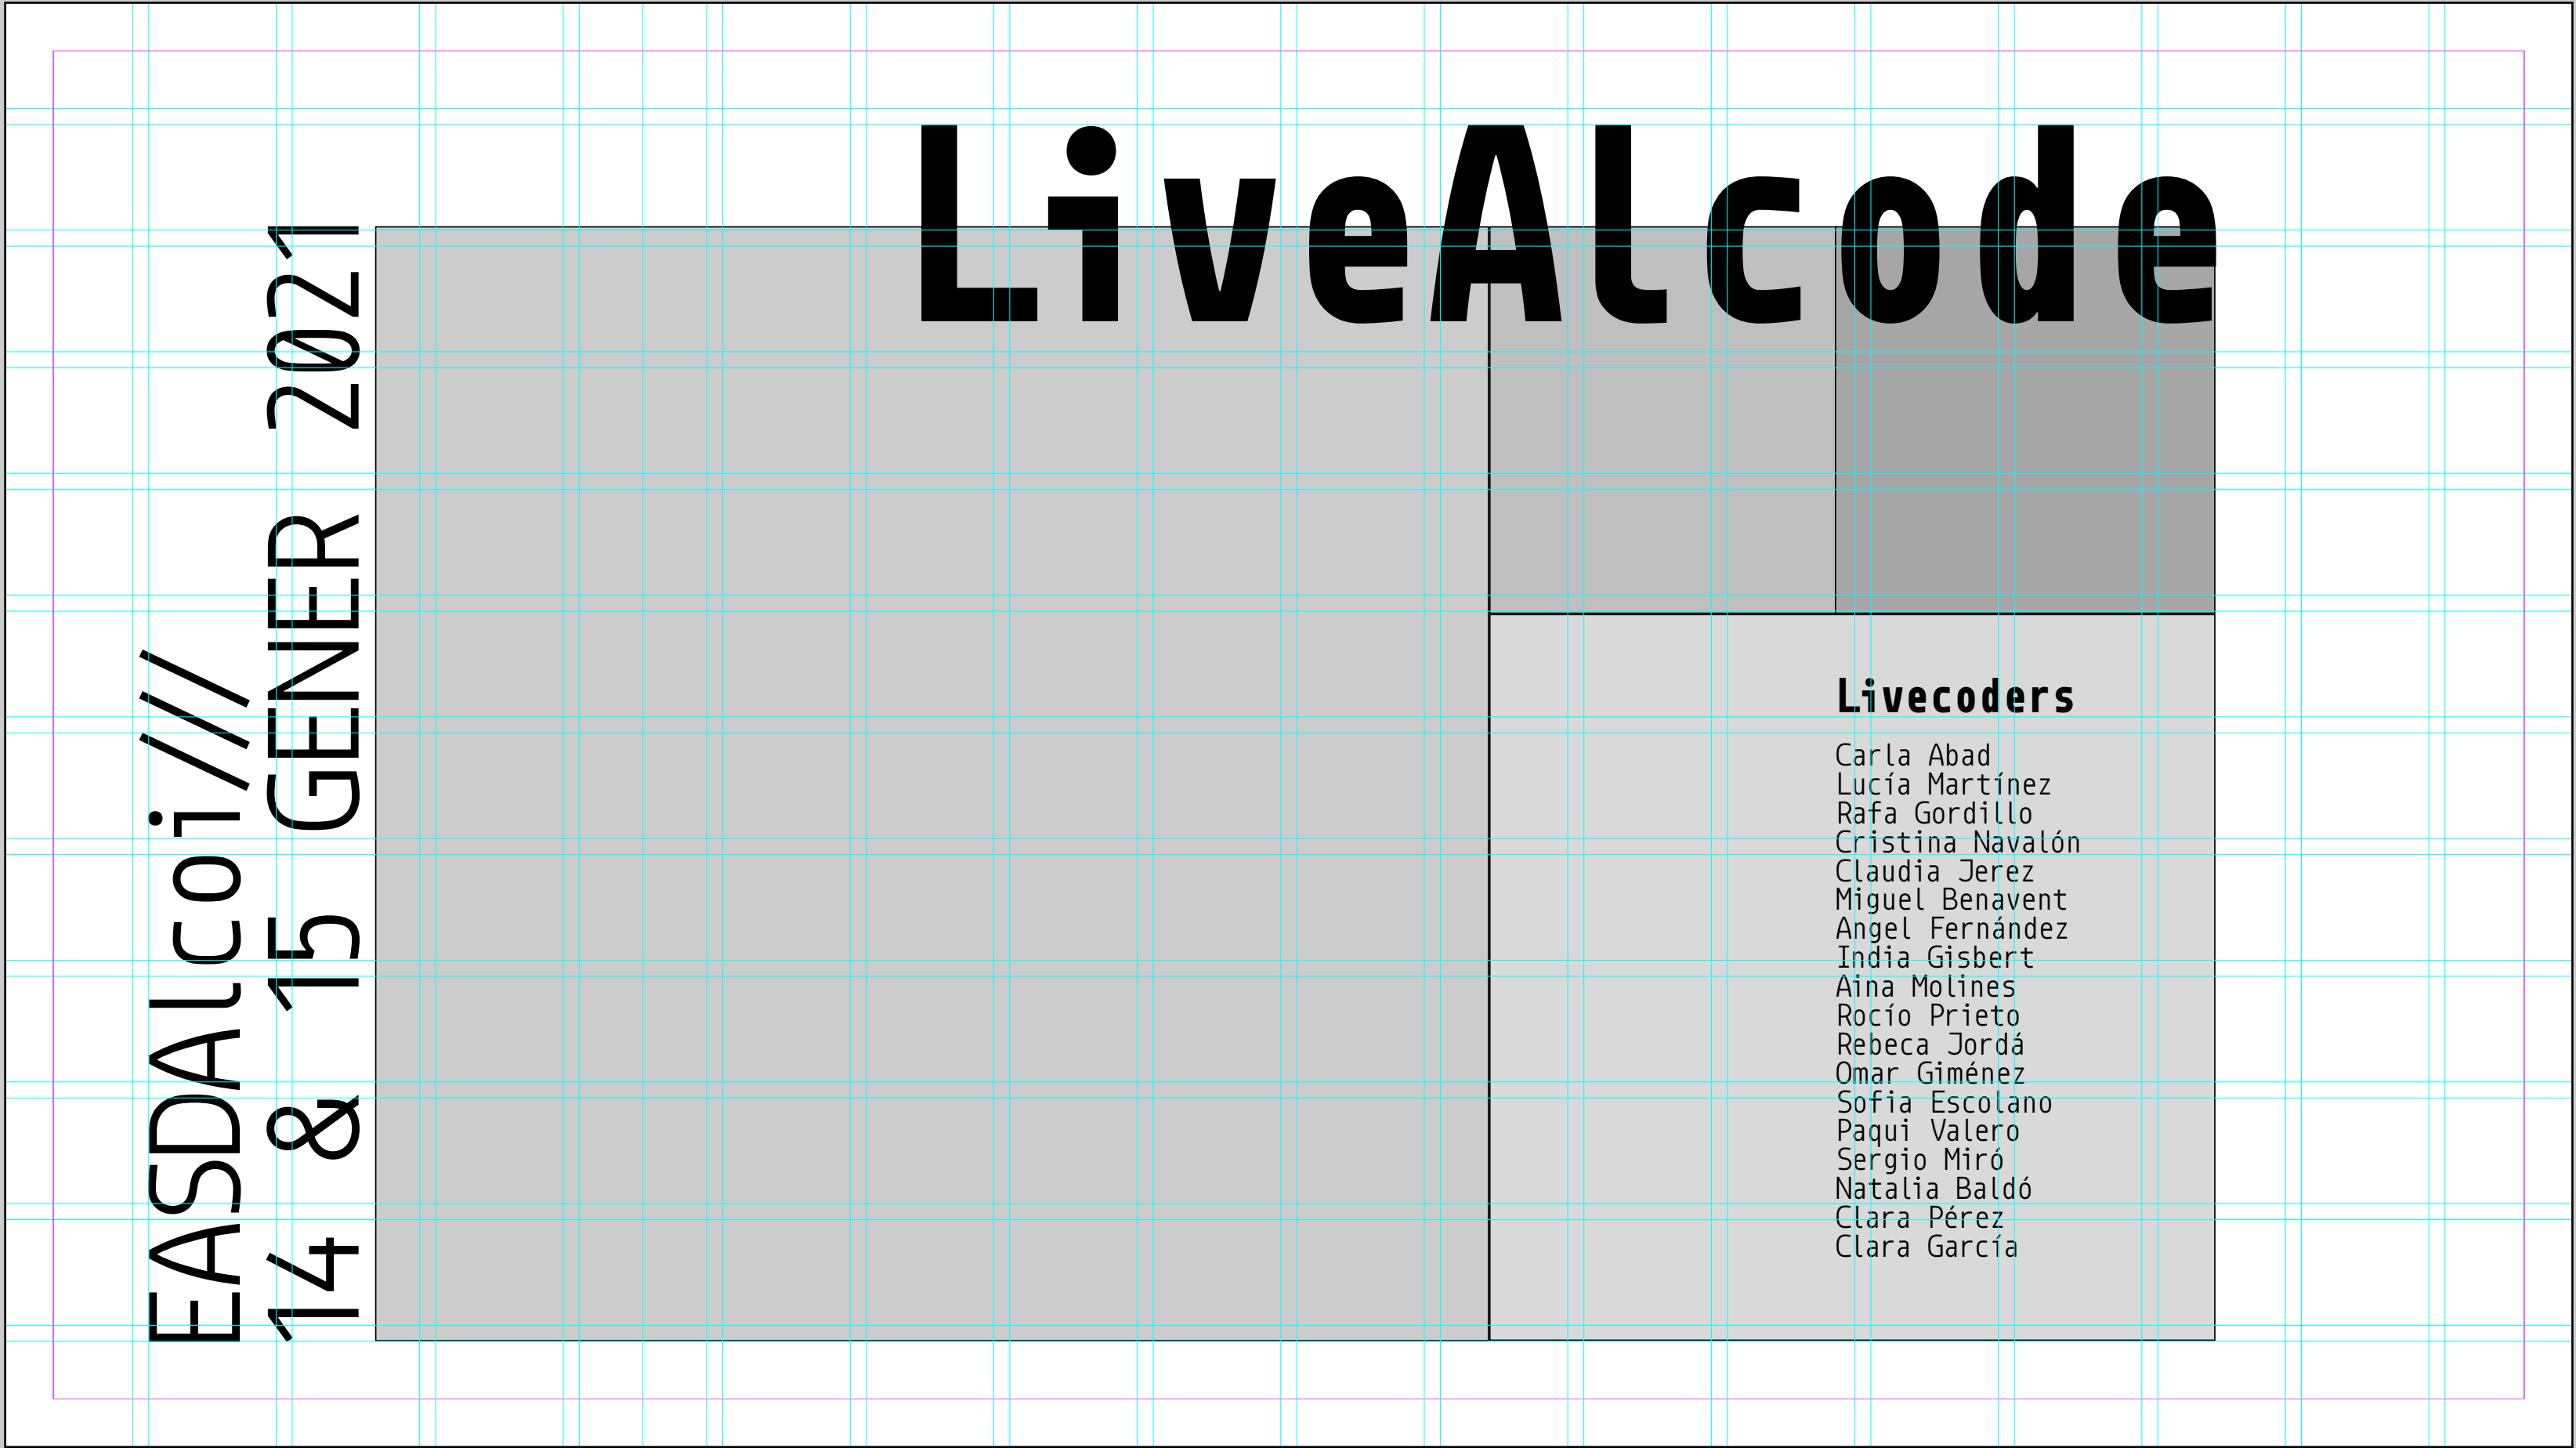 LiveAlcode
EASDAlcoi///
14 & 15 GENER 2021
Livecoders
Carla Abad
Lucía Martínez
Rafa Gordillo
Cristina Navalón
Claudia Jerez
Miguel Benavent
Angel Fernández
India Gisbert
Aina Molines
Rocío Prieto
Rebeca Jordá
Omar Giménez
Sofia Escolano
Paqui Valero
Sergio Miró
Natalia Baldó
Clara Pérez
Clara García